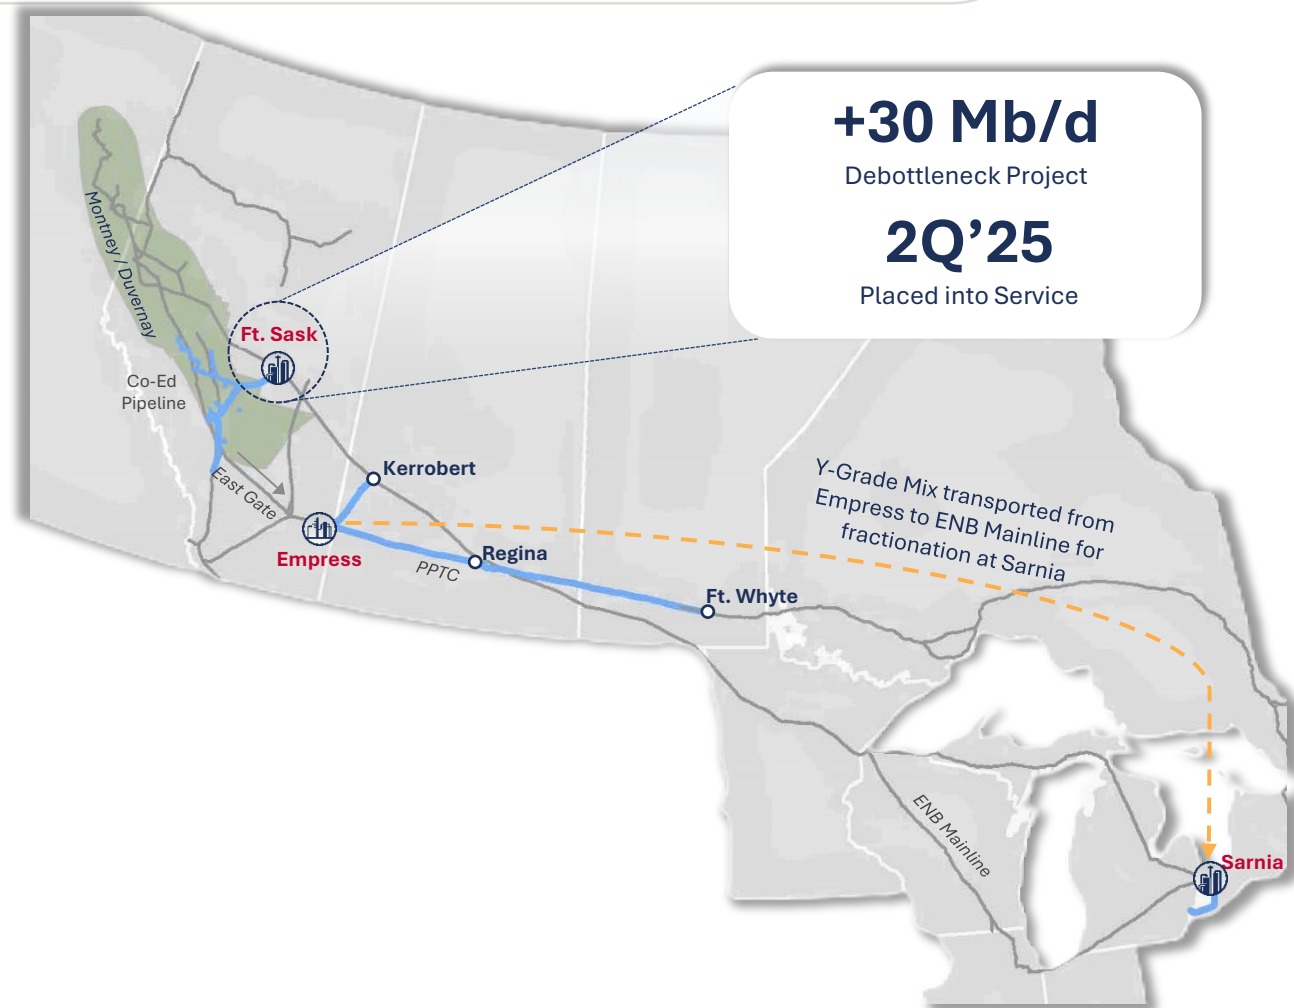 +30 Mb/d
Debottleneck Project
2Q’25
Placed into Service
Montney / Duvernay
Ft. Sask
Co-Ed
Pipeline
East Gate
Kerrobert
Empress
PPTC
Regina
Ft. Whyte
Y-Grade Mix transported from
Empress to ENB Mainline for
fractionation at Sarnia
ENB Mainline
Sarnia